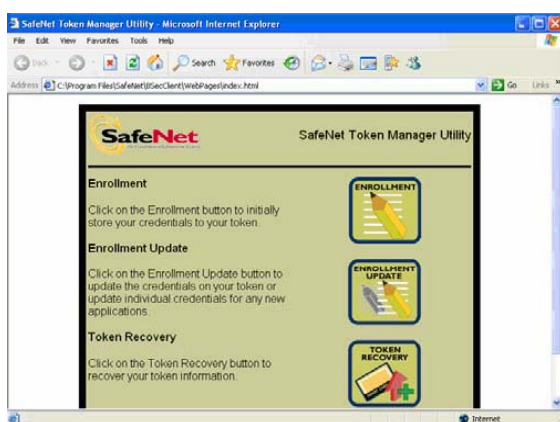 SafeNet Token Manager Utility - Microsoft Internet Explorer
File Edit View Favorites Tools Help
Back Search Favorites
Address C:\Program Files\SafeNet\BSecClient\WebPages\index.html Go Links »
SafeNet SafeNet Token Manager Utility
Enrollment
ENROLLMENT
Click on the Enrollment button to initially
store your credentials to your token.
Enrollment Update
ENROLLMENT
UPDATE
Click on the Enrollment Update button to
update the credentials on your token or
update individual credentials for any new
applications.
Token Recovery
TOKEN
RECOVERY
Click on the Token Recovery button to
recover your token information.
Internet